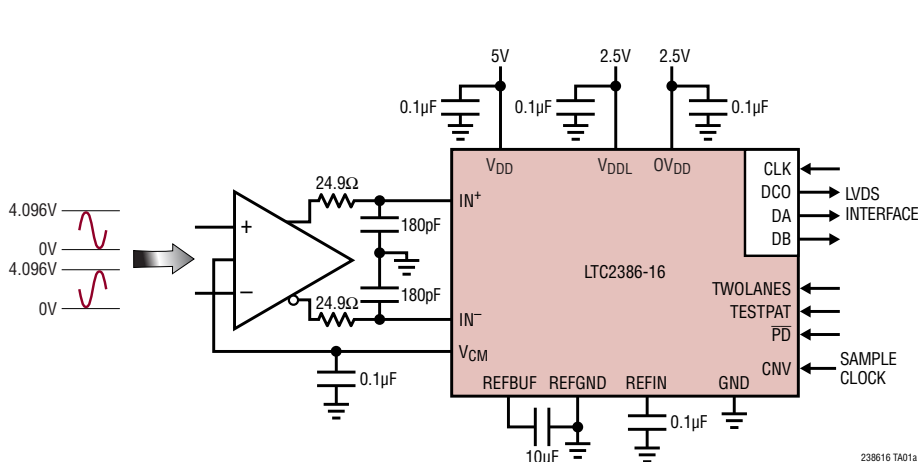 5V
2.5V
2.5V
0.1µF
0.1µF
0.1µF
VDD
VDDL
OVDD
CLK
DCO
DA
DB
LVDS
INTERFACE
4.096V
0V
4.096V
0V
+
–
24.9Ω
180pF
180pF
24.9Ω
IN+
IN–
VCM
0.1µF
LTC2386-16
TWOLANES
TESTPAT
P̅D̅
CNV
SAMPLE
CLOCK
REFBUF
REFGND
REFIN
GND
10µF
0.1µF
238616 TA01a